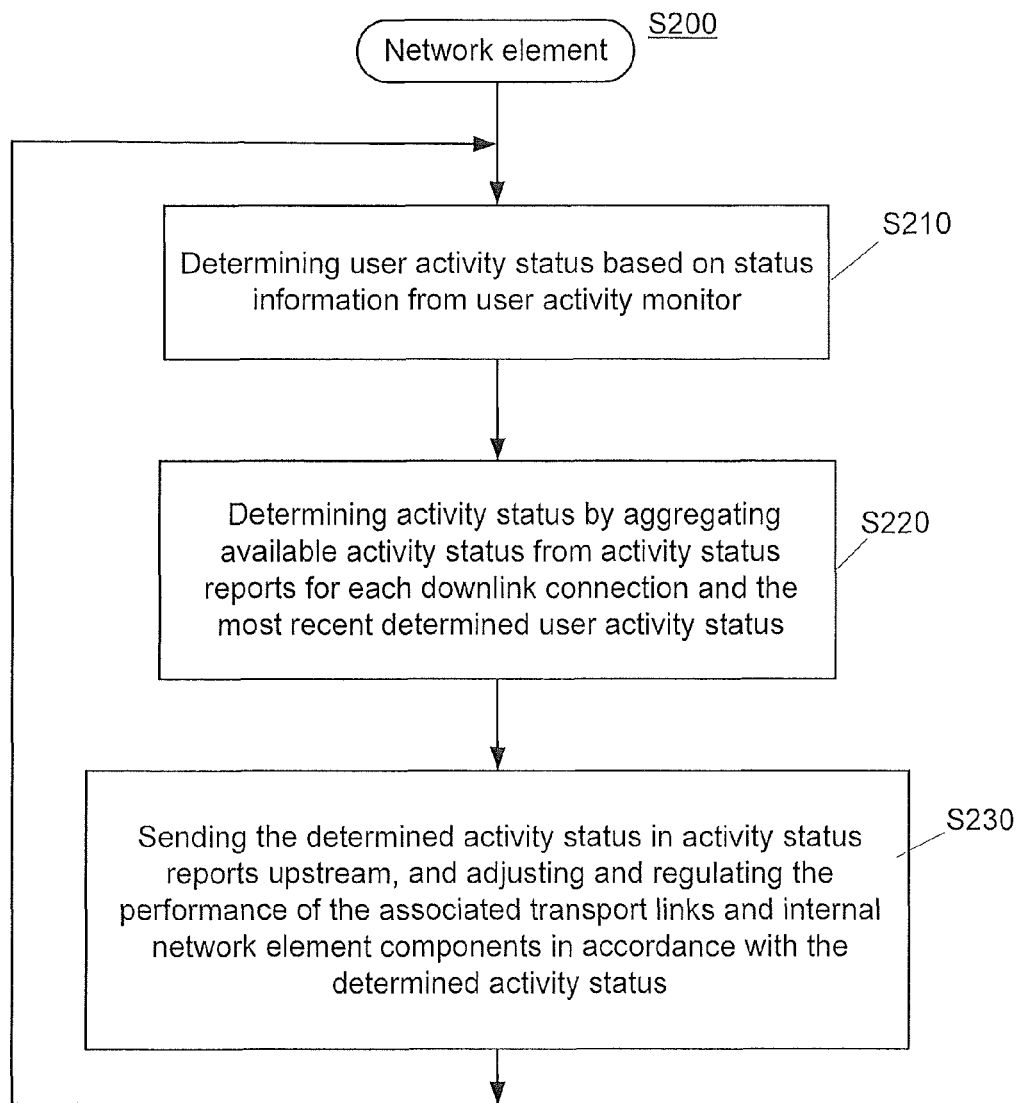 S200
Network element
S210
Determining user activity status based on status
information from user activity monitor
S220
Determining activity status by aggregating
available activity status from activity status
reports for each downlink connection and the
most recent determined user activity status
S230
Sending the determined activity status in activity status
reports upstream, and adjusting and regulating the
performance of the associated transport links and internal
network element components in accordance with the
determined activity status